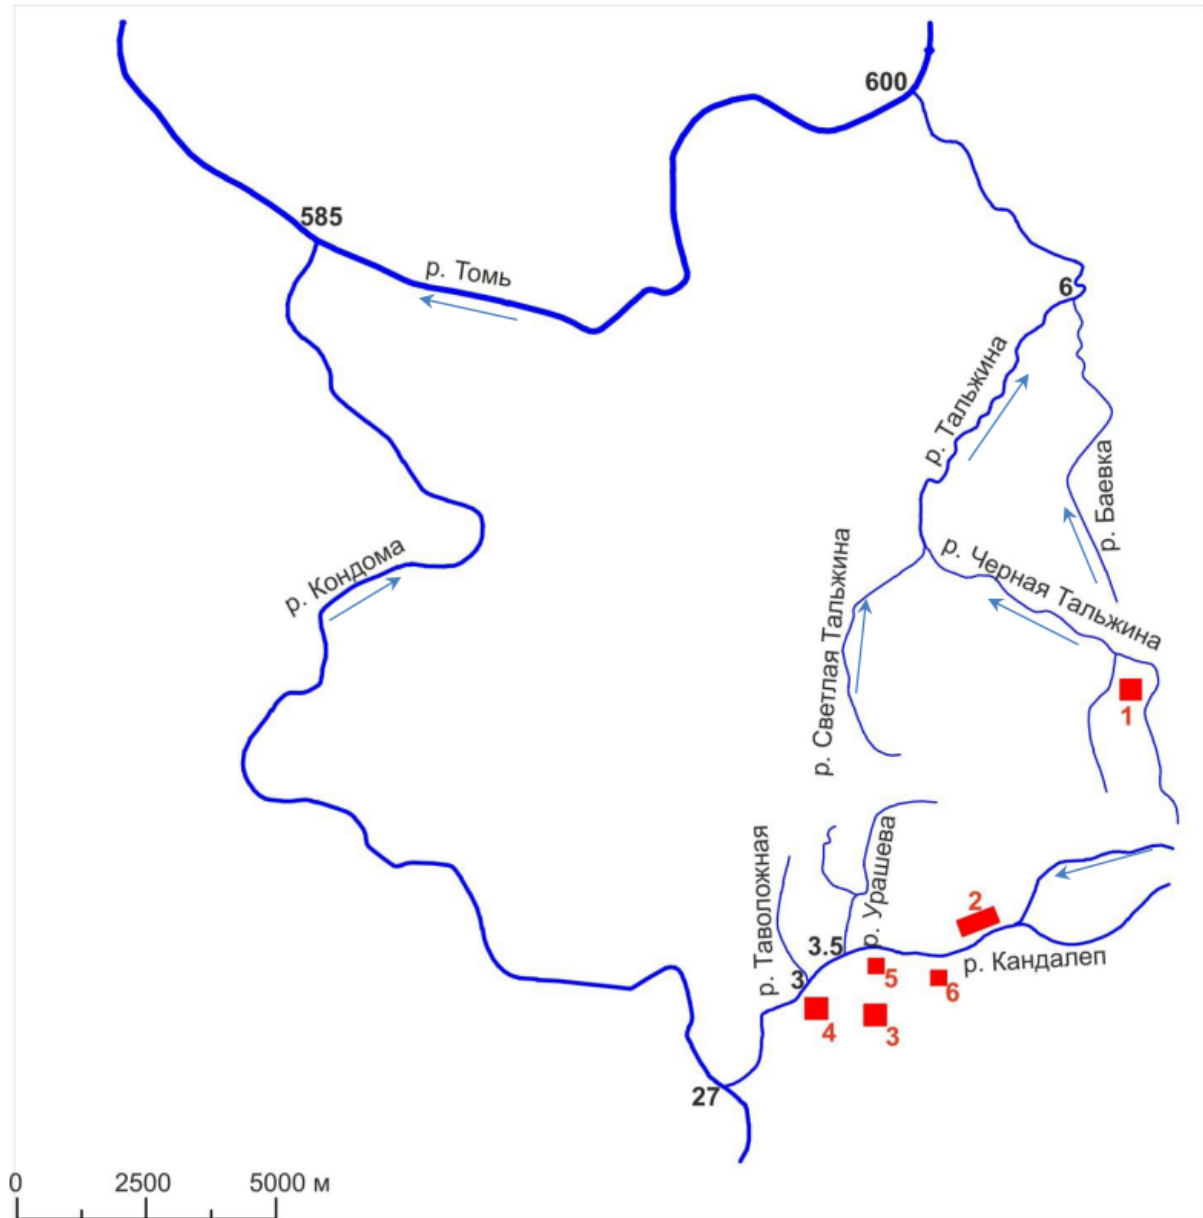 600
585
р. Томь
6
р. Тальжина
р. Баевка
р. Кондома
р. Черная Тальжина
р. Светлая Тальжина
1
р. Таволожная
р. Урашева
2
3.5
р. Кандалеп
3
5
6
4
3
27
0 2500 5000 м